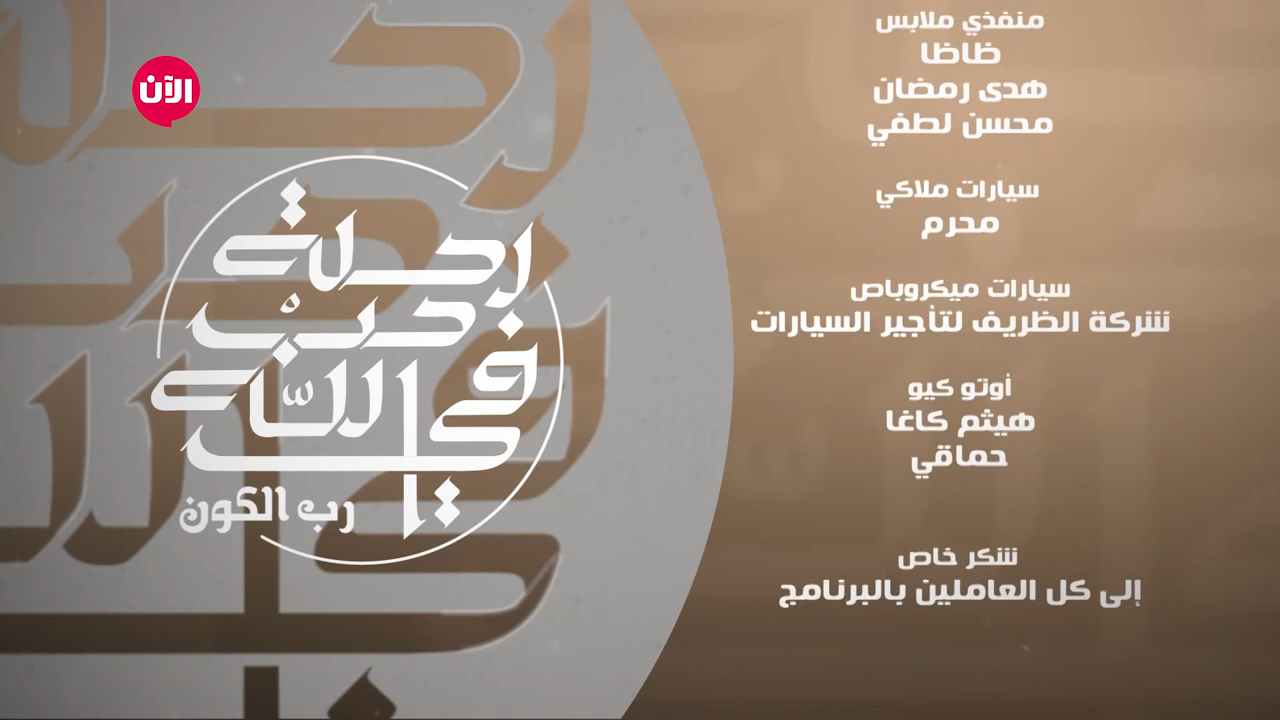 الآن
رحلة
حب
في الله
يا
رب الكون
منفذي ملابس
ظاظا
هدى رمضان
محسن لطفي
سيارات ملاكي
محرم
سيارات ميكروباص
شركة الظريف لتأجير السيارات
أوتو كيو
هيثم كاغا
حماقي
شكر خاص
إلى كل العاملين بالبرنامج